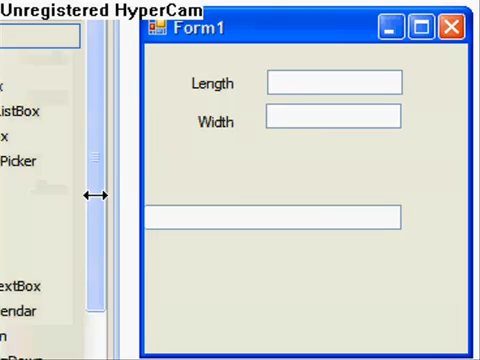 Unregistered HyperCam
Form1
Length
istBox
Width
Picker
extBox
endar